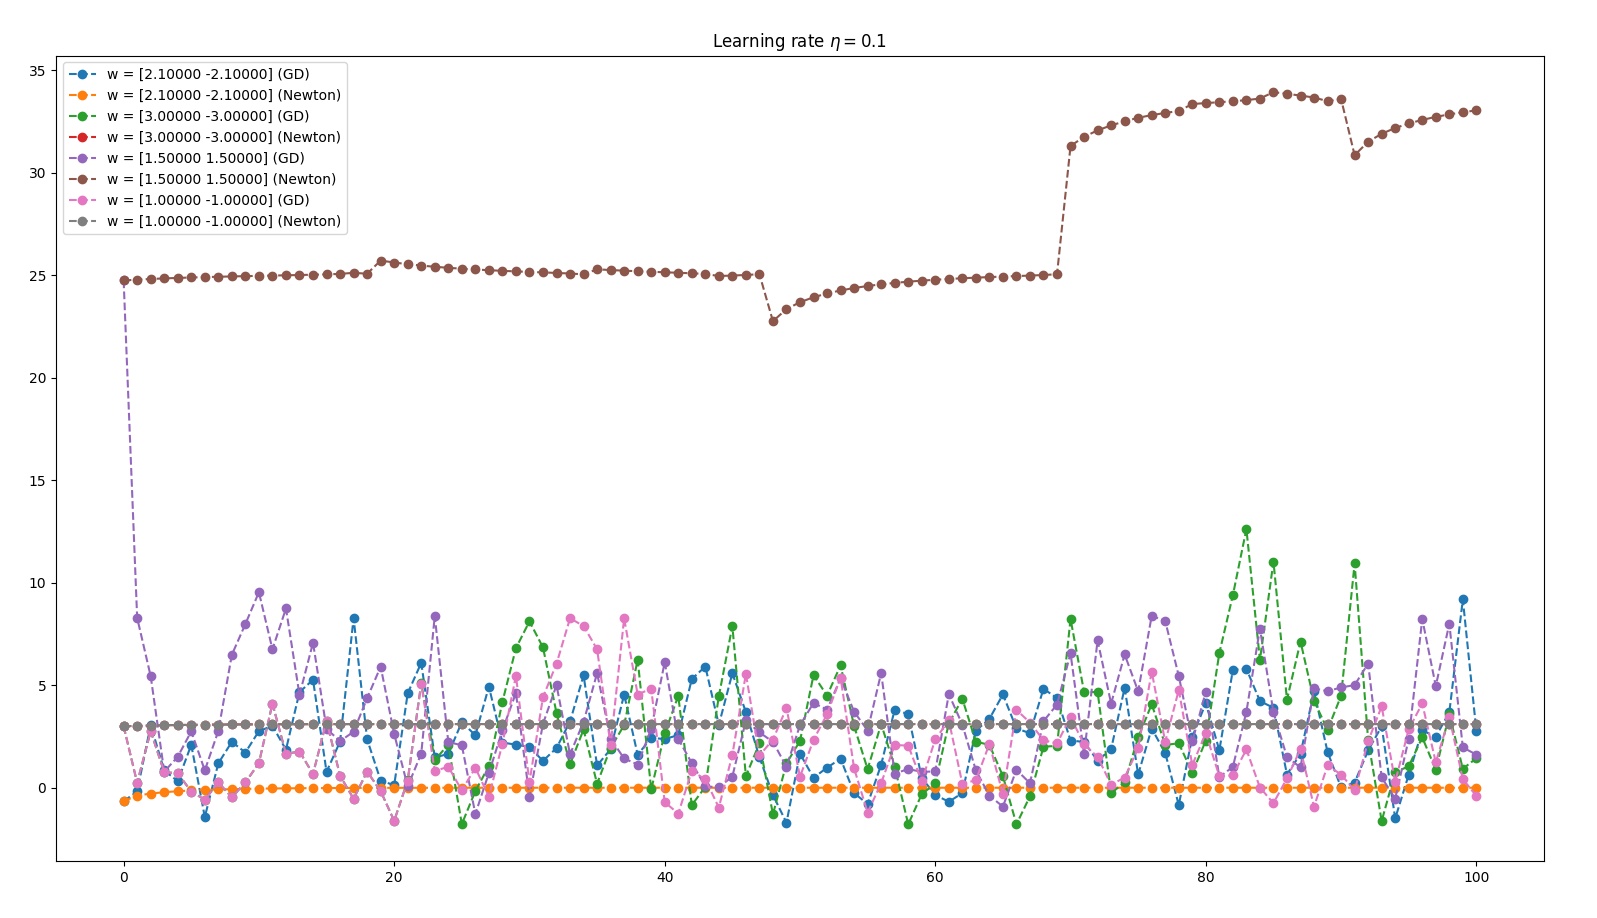 Learning rate η = 0.1
35
30
25
20
15
10
5
0
w = [2.10000 -2.10000] (GD)
w = [2.10000 -2.10000] (Newton)
w = [3.00000 -3.00000] (GD)
w = [3.00000 -3.00000] (Newton)
w = [1.50000 1.50000] (GD)
w = [1.50000 1.50000] (Newton)
w = [1.00000 -1.00000] (GD)
w = [1.00000 -1.00000] (Newton)
0 20 40 60 80 100